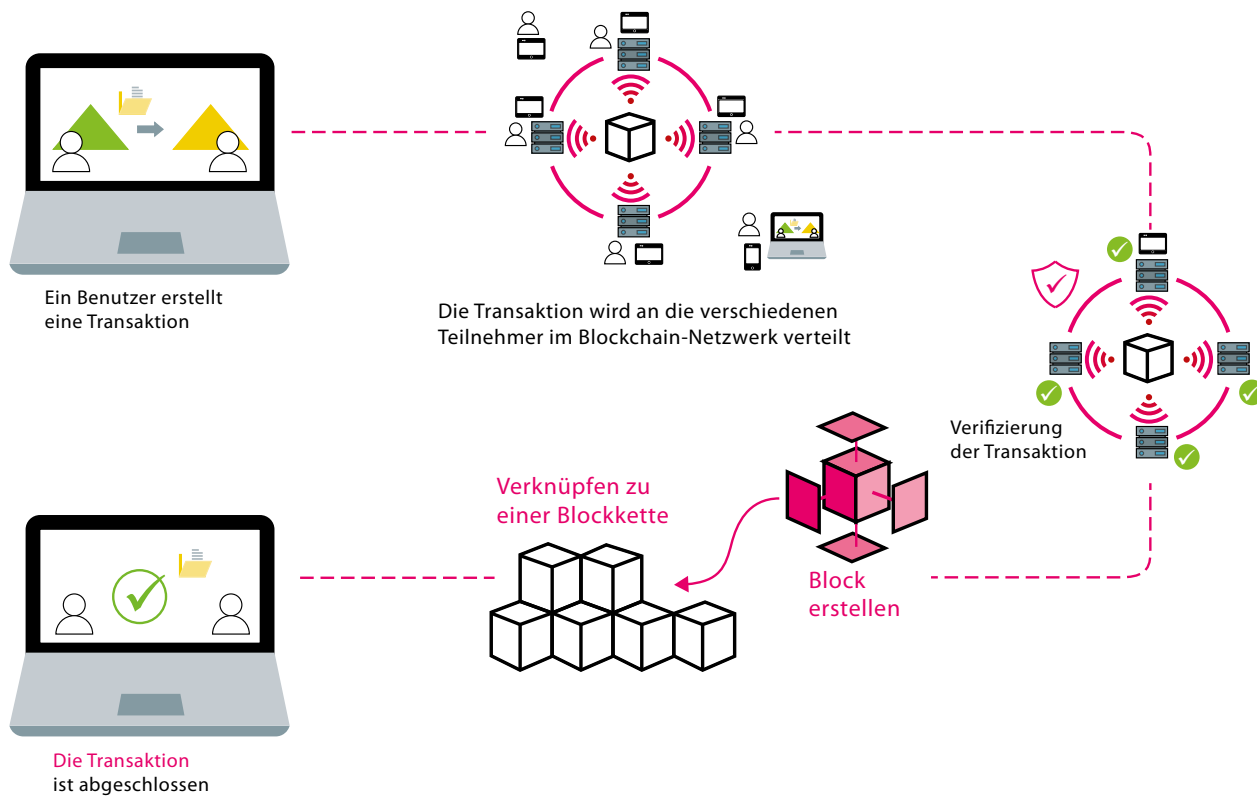 Ein Benutzer erstellt
eine Transaktion
Die Transaktion wird an die verschiedenen
Teilnehmer im Blockchain-Netzwerk verteilt
Verifizierung
der Transaktion
Block
erstellen
Verknüpfen zu
einer Blockkette
Die Transaktion
ist abgeschlossen